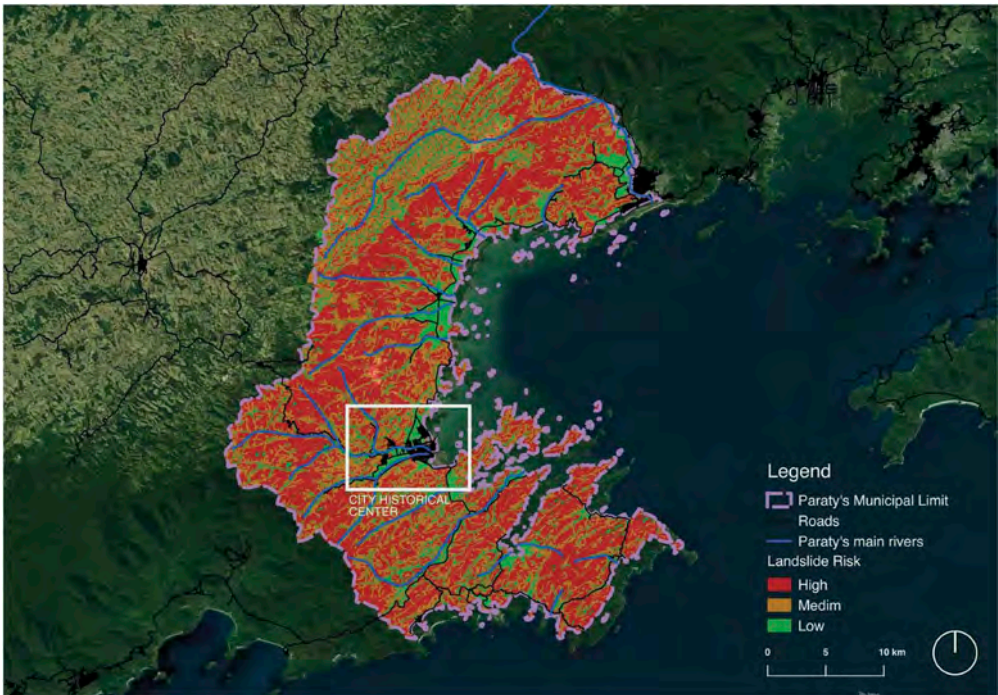 CITY HISTORICAL
CENTER
Legend
Paraty's Municipal Limit
Roads
Paraty's main rivers
Landslide Risk
High
Medim
Low
0 5 10 km